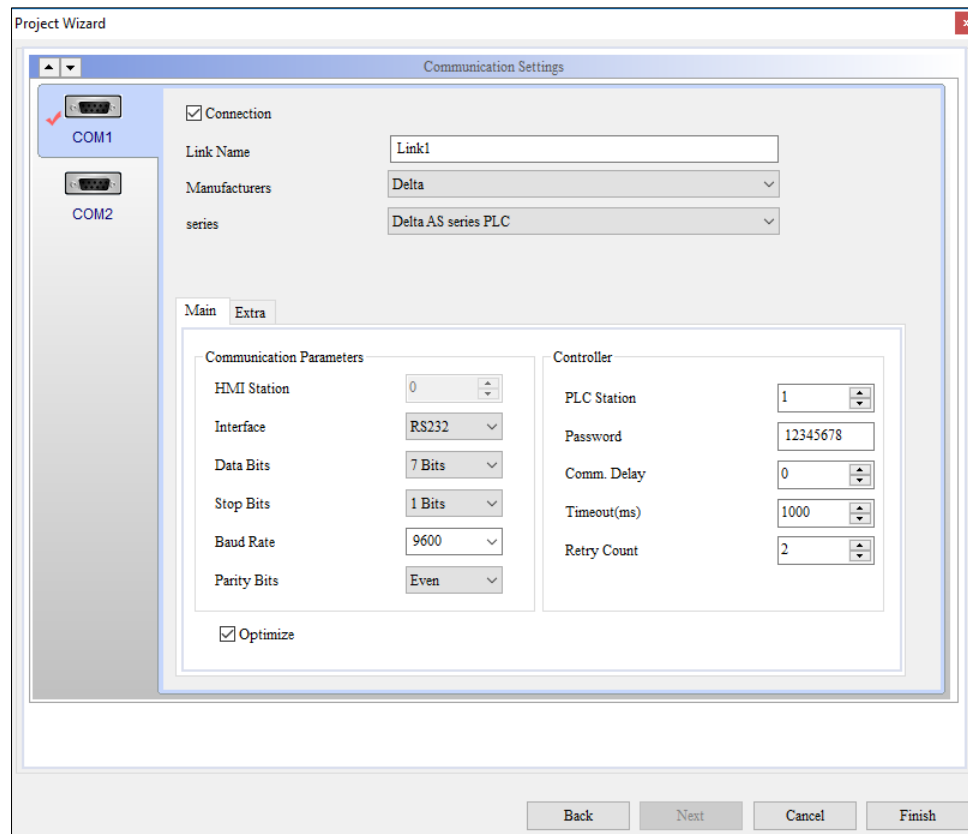 Project Wizard
x
Communication Settings
COM1
COM2
Connection
Link Name Link1
Manufacturers Delta
series Delta AS series PLC
Main Extra
Communication Parameters
HMI Station 0
Interface RS232
Data Bits 7 Bits
Stop Bits 1 Bits
Baud Rate 9600
Parity Bits Even
Optimize
Controller
PLC Station 1
Password 12345678
Comm. Delay 0
Timeout(ms) 1000
Retry Count 2
Back Next Cancel Finish